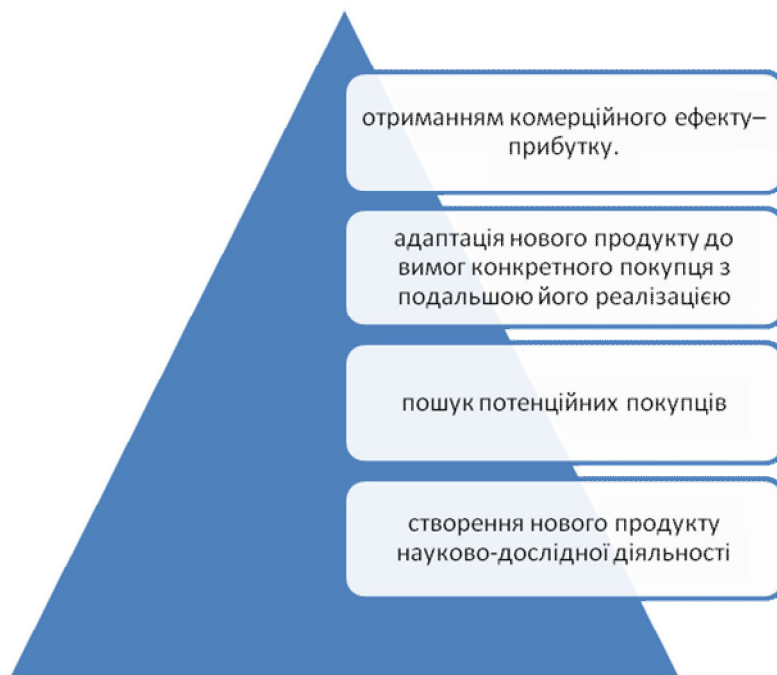 отриманням комерційного ефекту–
прибутку.
адаптація нового продукту до
вимог конкретного покупця з
подальшою його реалізацією
пошук потенційних покупців
створення нового продукту
науково-дослідної діяльності